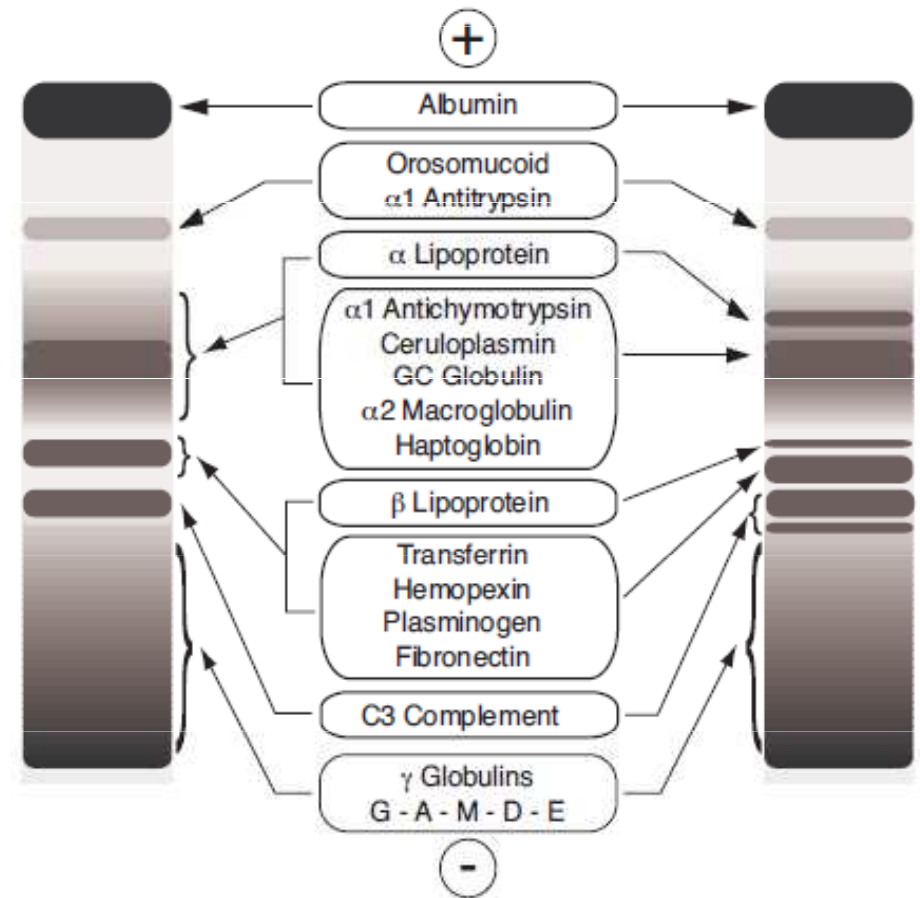 +
Albumin
Orosomucoid
α1 Antitrypsin
α Lipoprotein
α1 Antichymotrypsin
Ceruloplasmin
GC Globulin
α2 Macroglobulin
Haptoglobin
β Lipoprotein
Transferrin
Hemopexin
Plasminogen
Fibronectin
C3 Complement
γ Globulins
G - A - M - D - E
-